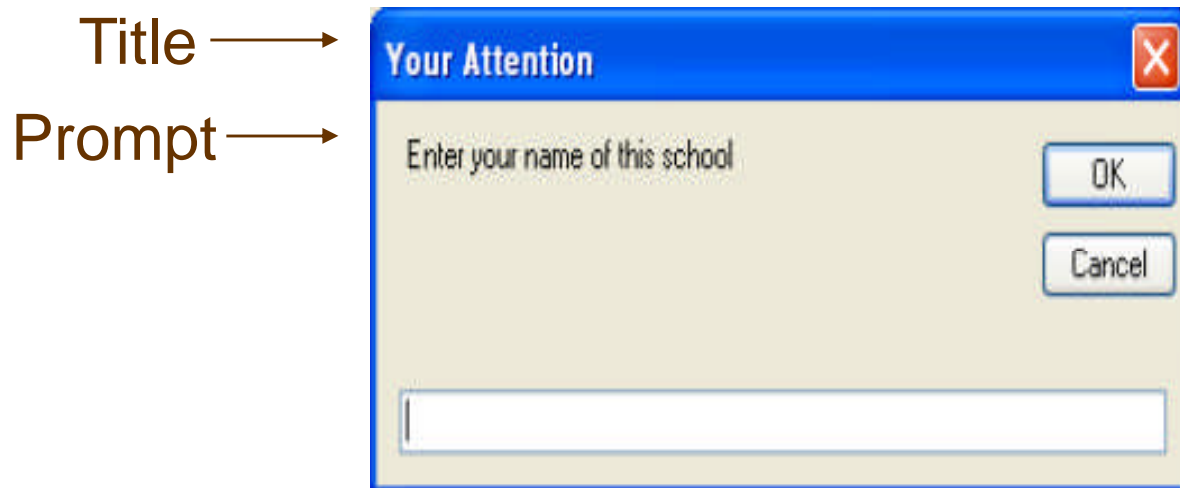 Title
Your Attention
Prompt
Enter your name of this school
OK
Cancel